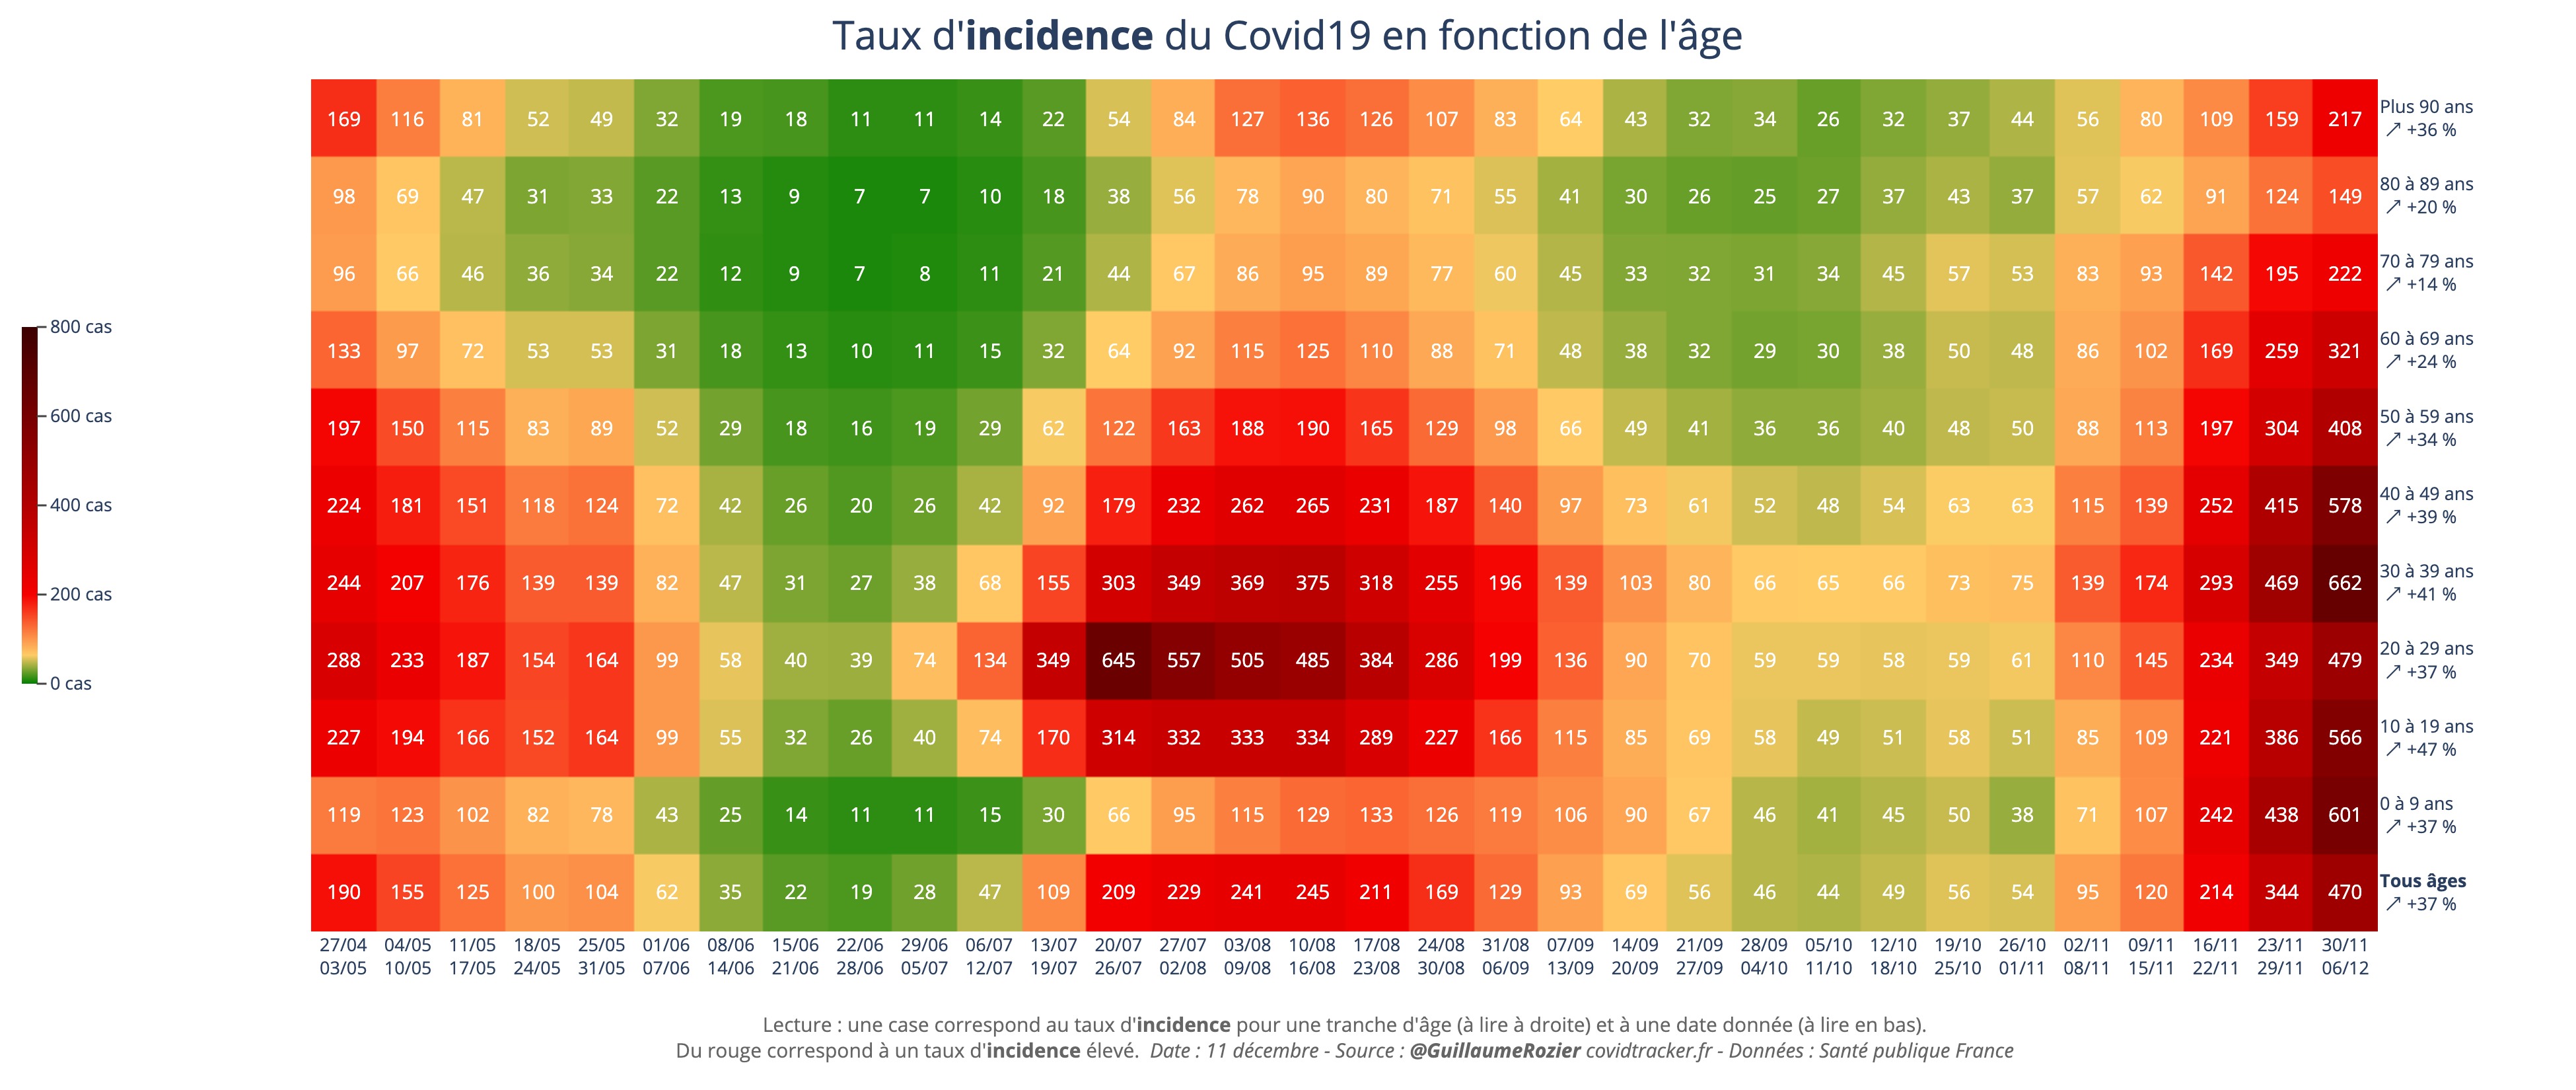 Taux d'incidence du Covid19 en fonction de l'âge
800 cas
600 cas
400 cas
200 cas
0 cas
169 116 81 52 49 32 19 18 11 11 14 22 54 84 127 136 126 107 83 64 43 32 34 26 32 37 44 56 80 109 159 217
Plus 90 ans
↗ +36 %
98 69 47 31 33 22 13 9 7 7 10 18 38 56 78 90 80 71 55 41 30 26 25 27 37 43 37 57 62 91 124 149
80 à 89 ans
↗ +20 %
96 66 46 36 34 22 12 9 7 8 11 21 44 67 86 95 89 77 60 45 33 32 31 34 45 57 53 83 93 142 195 222
70 à 79 ans
↗ +14 %
133 97 72 53 53 31 18 13 10 11 15 32 64 92 115 125 110 88 71 48 38 32 29 30 38 50 48 86 102 169 259 321
60 à 69 ans
↗ +24 %
197 150 115 83 89 52 29 18 16 19 29 62 122 163 188 190 165 129 98 66 49 41 36 36 40 48 50 88 113 197 304 408
50 à 59 ans
↗ +34 %
224 181 151 118 124 72 42 26 20 26 42 92 179 232 262 265 231 187 140 97 73 61 52 48 54 63 63 115 139 252 415 578
40 à 49 ans
↗ +39 %
244 207 176 139 139 82 47 31 27 38 68 155 303 349 369 375 318 255 196 139 103 80 66 65 66 73 75 139 174 293 469 662
30 à 39 ans
↗ +41 %
288 233 187 154 164 99 58 40 39 74 134 349 645 557 505 485 384 286 199 136 90 70 59 59 58 59 61 110 145 234 349 479
20 à 29 ans
↗ +37 %
227 194 166 152 164 99 55 32 26 40 74 170 314 332 333 334 289 227 166 115 85 69 58 49 51 58 51 85 109 221 386 566
10 à 19 ans
↗ +47 %
119 123 102 82 78 43 25 14 11 11 15 30 66 95 115 129 133 126 119 106 90 67 46 41 45 50 38 71 107 242 438 601
0 à 9 ans
↗ +37 %
190 155 125 100 104 62 35 22 19 28 47 109 209 229 241 245 211 169 129 93 69 56 46 44 49 56 54 95 120 214 344 470
Tous âges
↗ +37 %
27/04 04/05 11/05 18/05 25/05 01/06 08/06 15/06 22/06 29/06 06/07 13/07 20/07 27/07 03/08 10/08 17/08 24/08 31/08 07/09 14/09 21/09 28/09 05/10 12/10 19/10 26/10 02/11 09/11 16/11 23/11 30/11
03/05 10/05 17/05 24/05 31/05 07/06 14/06 21/06 28/06 05/07 12/07 19/07 26/07 02/08 09/08 16/08 23/08 30/08 06/09 13/09 20/09 27/09 04/10 11/10 18/10 25/10 01/11 08/11 15/11 22/11 29/11 06/12
Lecture : une case correspond au taux d'incidence pour une tranche d'âge (à lire à droite) et à une date donnée (à lire en bas).
Du rouge correspond à un taux d'incidence élevé. Date : 11 décembre - Source : @GuillaumeRozier covidtracker.fr - Données : Santé publique France